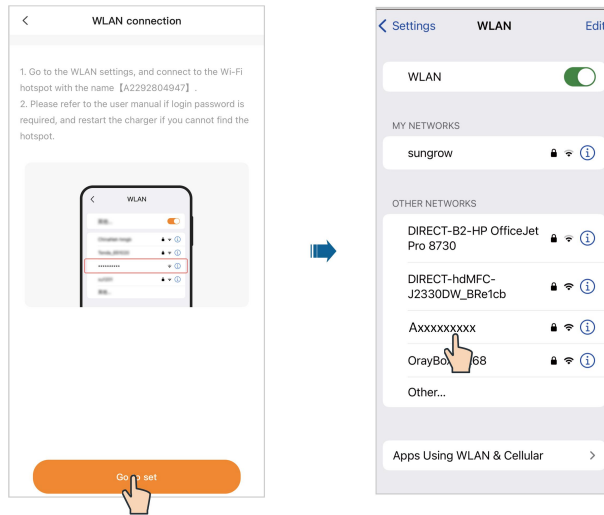 WLAN connection
1. Go to the WLAN settings, and connect to the Wi-Fi
hotspot with the name【A2292804947】.
2. Please refer to the user manual if login password is
required, and restart the charger if you cannot find the
hotspot.
WLAN
**********
Go to set
Settings WLAN Edit
WLAN
MY NETWORKS
sungrow
OTHER NETWORKS
DIRECT-B2-HP OfficeJet
Pro 8730
DIRECT-hdMFC-
J2330DW_BRe1cb
Axxxxxxxxx
68
Other...
Apps Using WLAN & Cellular